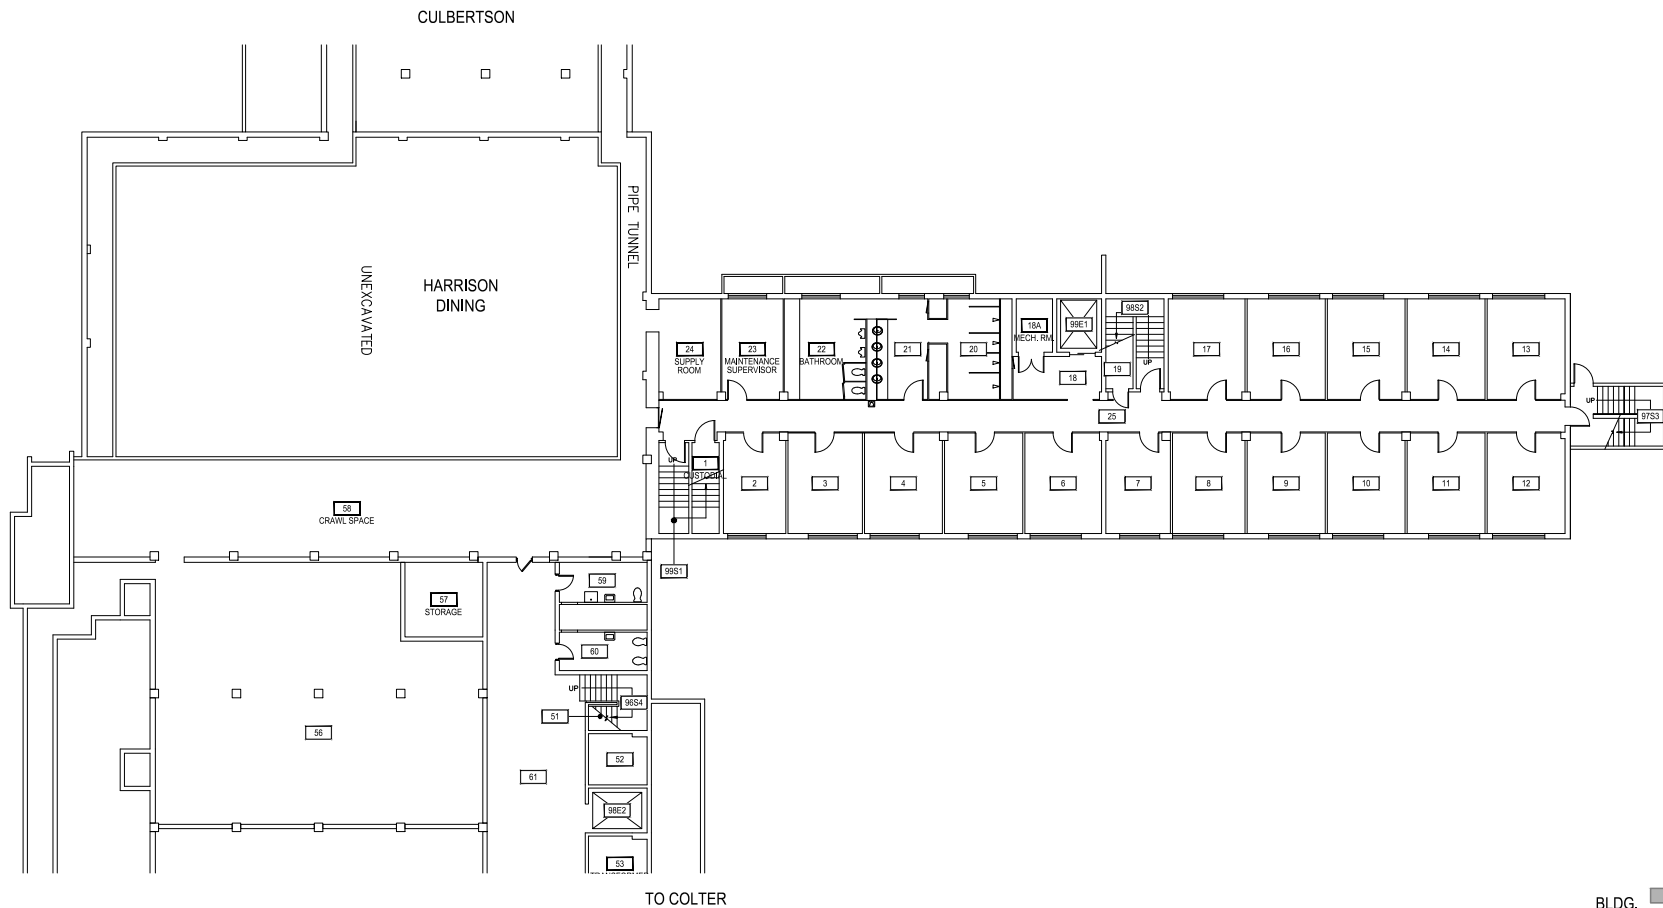 CULBERTSON
PIPE TUNNEL
UNEXCAVATED
HARRISON
DINING
98S2
18A
MECH. RM.
99E1
24
SUPPLY
ROOM
23
MAINTENANCE
SUPERVISOR
22
BATHROOM
21
20
19
18
UP
17
16
15
14
13
25
UP
97S3
UP
1
CUSTODIAL
2
3
4
5
6
7
8
9
10
11
12
58
CRAWL SPACE
99S1
59
57
STORAGE
60
UP
96S4
51
56
52
61
98E2
53
TRANSFORMER
TO COLTER
BLDG.